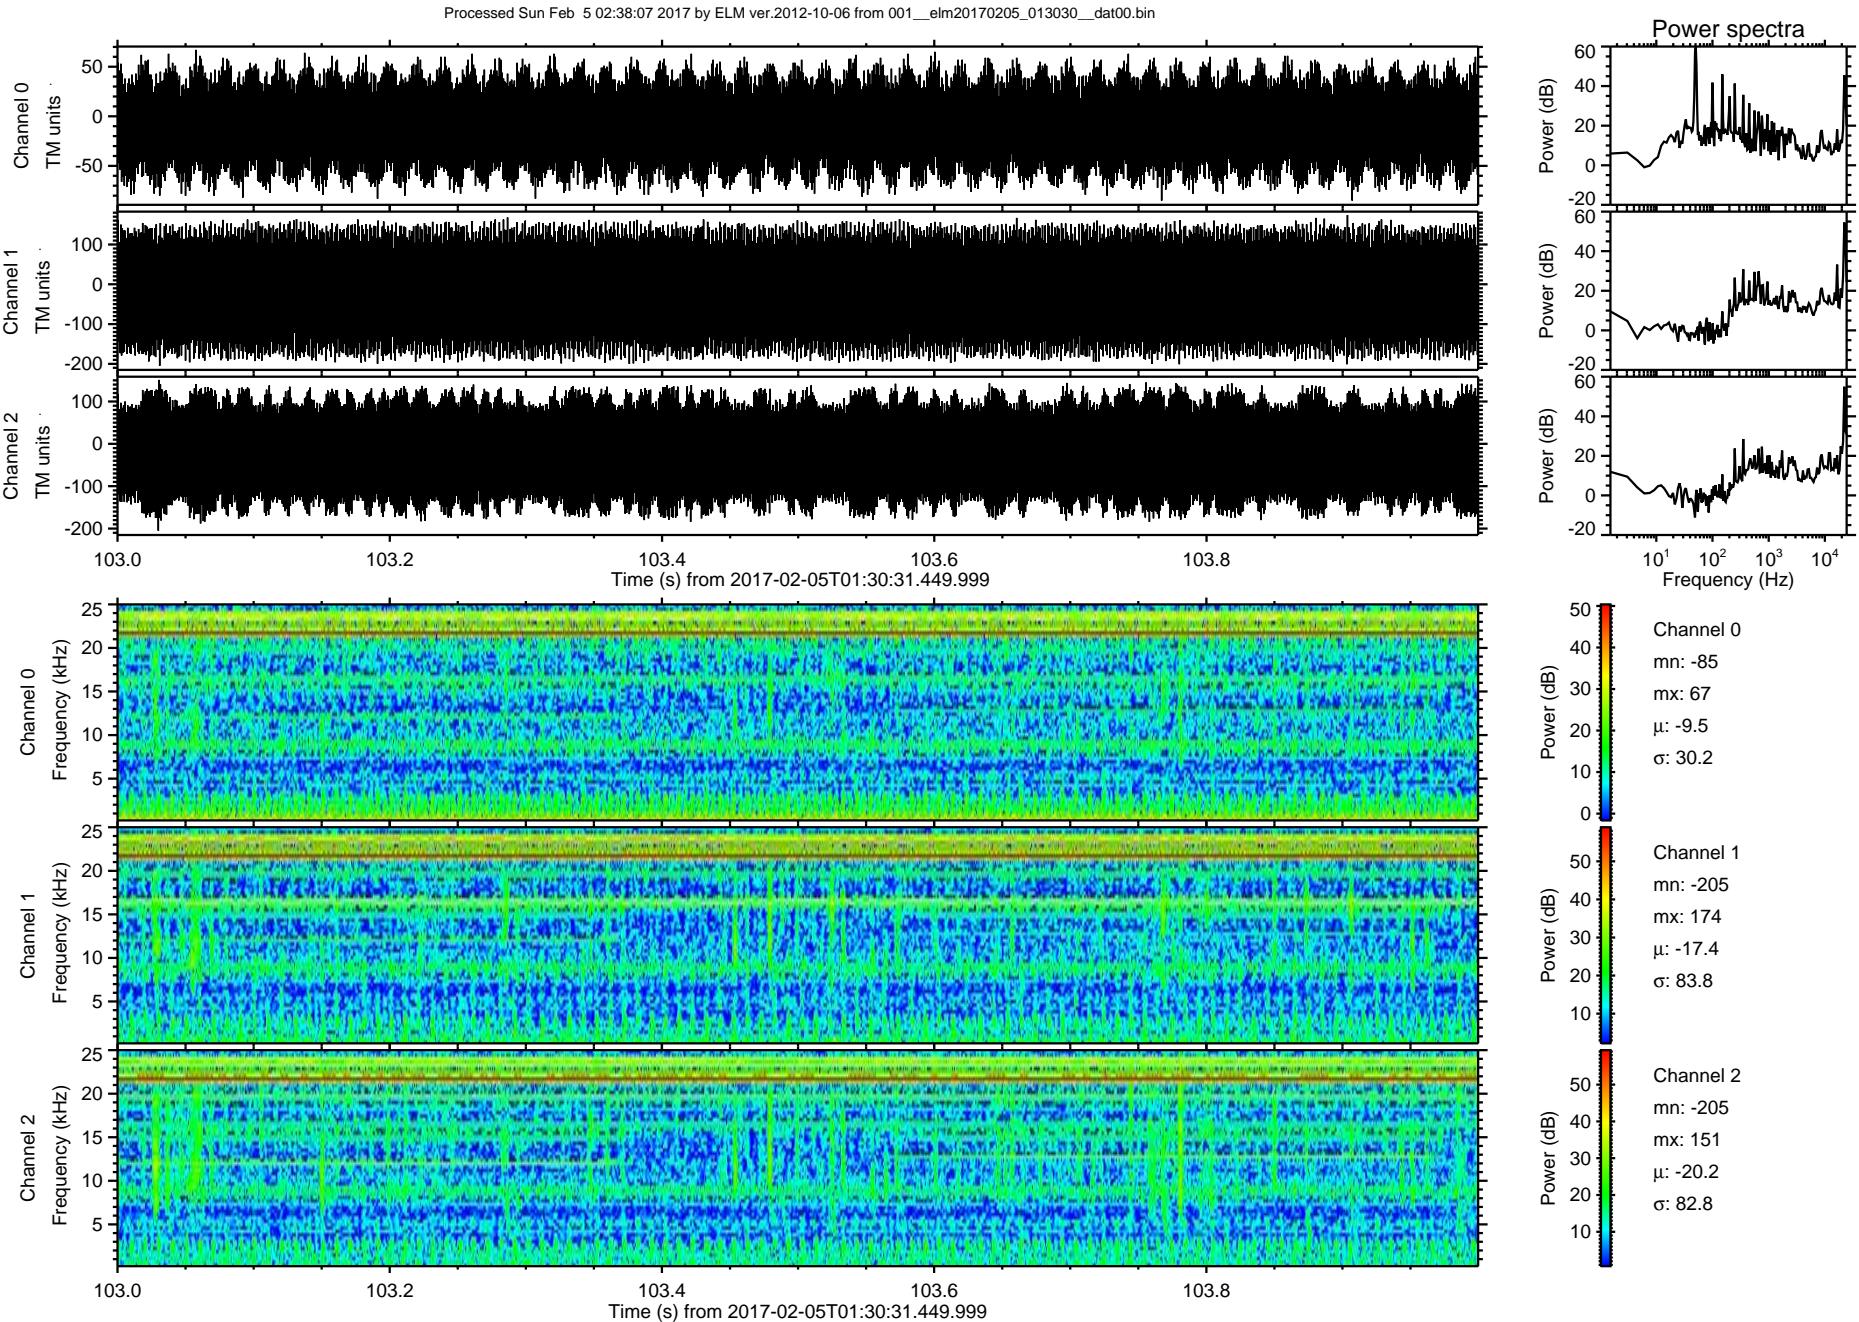 Processed Sun Feb  5 02:38:07 2017 by ELM ver.2012-10-06 from 001__elm20170205_013030__dat00.bin
Power spectra
Channel 0
TM units
50
0
-50
Power (dB)
60
40
20
0
-20
Channel 1
TM units
100
0
-100
-200
Power (dB)
60
40
20
0
-20
Channel 2
TM units
100
0
-100
-200
Power (dB)
60
40
20
0
-20
103.0 103.2 103.4 103.6 103.8
Time (s) from 2017-02-05T01:30:31.449.999
10¹ 10² 10³ 10⁴
Frequency (Hz)
Channel 0
Frequency (kHz)
25
20
15
10
5
Power (dB)
50
40
30
20
10
0
Channel 0
mn: -85
mx: 67
μ: -9.5
σ: 30.2
Channel 1
Frequency (kHz)
25
20
15
10
5
Power (dB)
50
40
30
20
10
Channel 1
mn: -205
mx: 174
μ: -17.4
σ: 83.8
Channel 2
Frequency (kHz)
25
20
15
10
5
Power (dB)
50
40
30
20
10
Channel 2
mn: -205
mx: 151
μ: -20.2
σ: 82.8
103.0 103.2 103.4 103.6 103.8
Time (s) from 2017-02-05T01:30:31.449.999